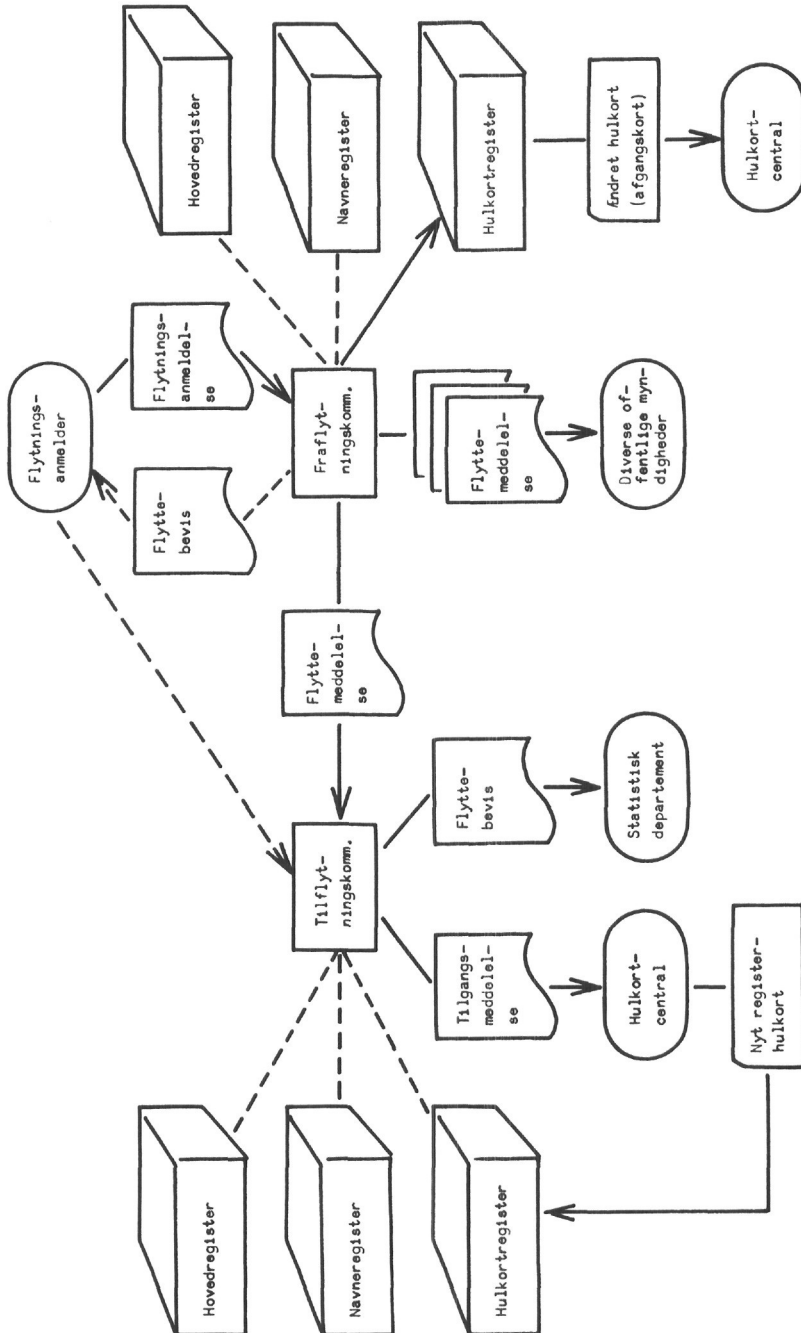 Flytnings-
anmelder
Flytte-
bevis
Flytnings-
anmeldel-
se
Hovedregister
Navneregister
Hulkortregister
Tilflyt-
ningskomm.
Flytte-
meddelel-
se
Fraflyt-
ningskomm.
Hovedregister
Navneregister
Hulkortregister
Tilgangs-
meddelel-
se
Flytte-
bevis
Flytte-
meddelel-
se
Ændret hulkort
(afgangskort)
Hulkort-
central
Statistisk
departement
Diverse of-
fentlige myn-
digheder
Hulkort-
central
Nyt register-
hulkort